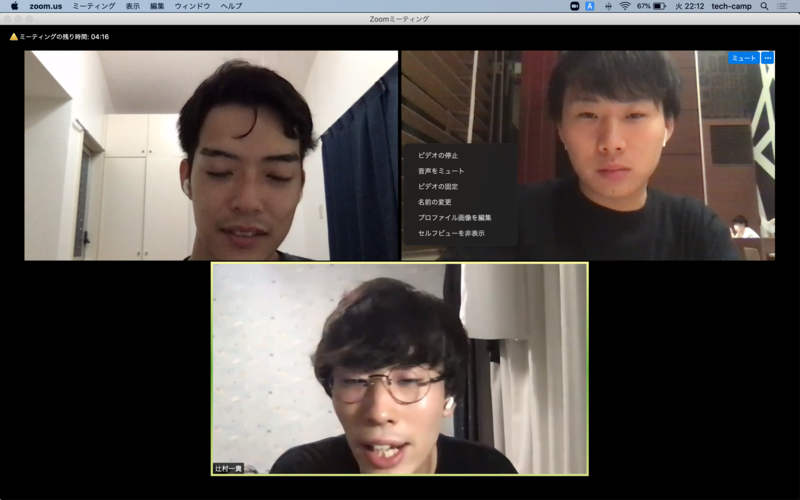 zoom.us ミーティング 表示 編集 ウィンドウ ヘルプ A 67% 火 22:12 tech-camp
Zoomミーティング
ミーティングの残り時間: 04:16
ミュート
ビデオの停止
音声をミュート
ビデオの固定
名前の変更
プロファイル画像を編集
セルフビューを非表示
辻村一貴